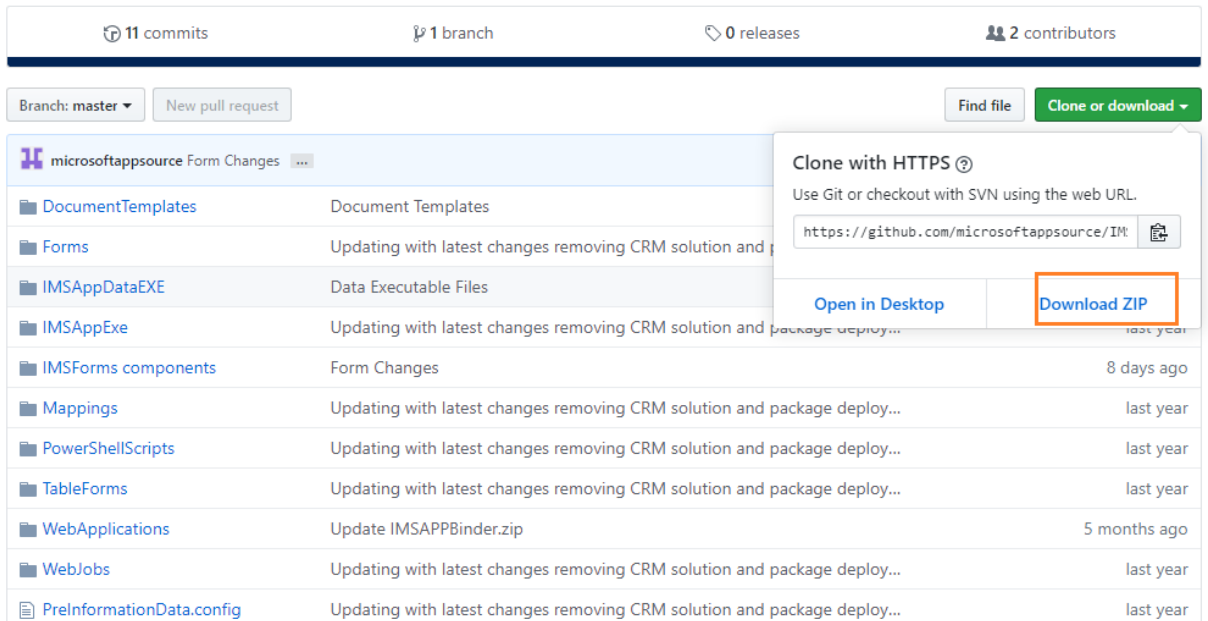 11 commits 1 branch 0 releases 2 contributors
Branch: master New pull request Find file Clone or download
microsoftappsource Form Changes ...
Clone with HTTPS
Use Git or checkout with SVN using the web URL.
https://github.com/microsoftappsource/IM
Open in Desktop Download ZIP
DocumentTemplates Document Templates
Forms Updating with latest changes removing CRM solution and
IMSAppDataEXE Data Executable Files
IMSAppExe Updating with latest changes removing CRM solution and package deploy... last year
IMSForms components Form Changes 8 days ago
Mappings Updating with latest changes removing CRM solution and package deploy... last year
PowerShellScripts Updating with latest changes removing CRM solution and package deploy... last year
TableForms Updating with latest changes removing CRM solution and package deploy... last year
WebApplications Update IMSAPPBinder.zip 5 months ago
WebJobs Updating with latest changes removing CRM solution and package deploy... last year
PreInformationData.config Updating with latest changes removing CRM solution and package deploy... last year